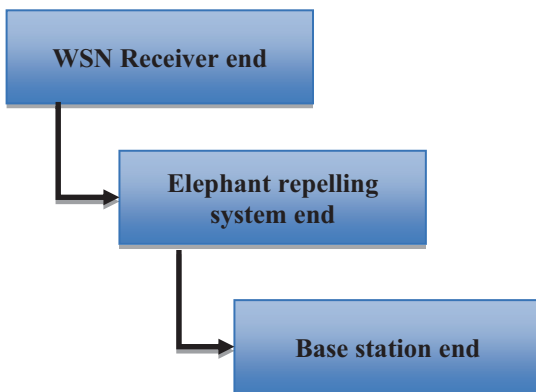 WSN Receiver end
Elephant repelling
system end
Base station end